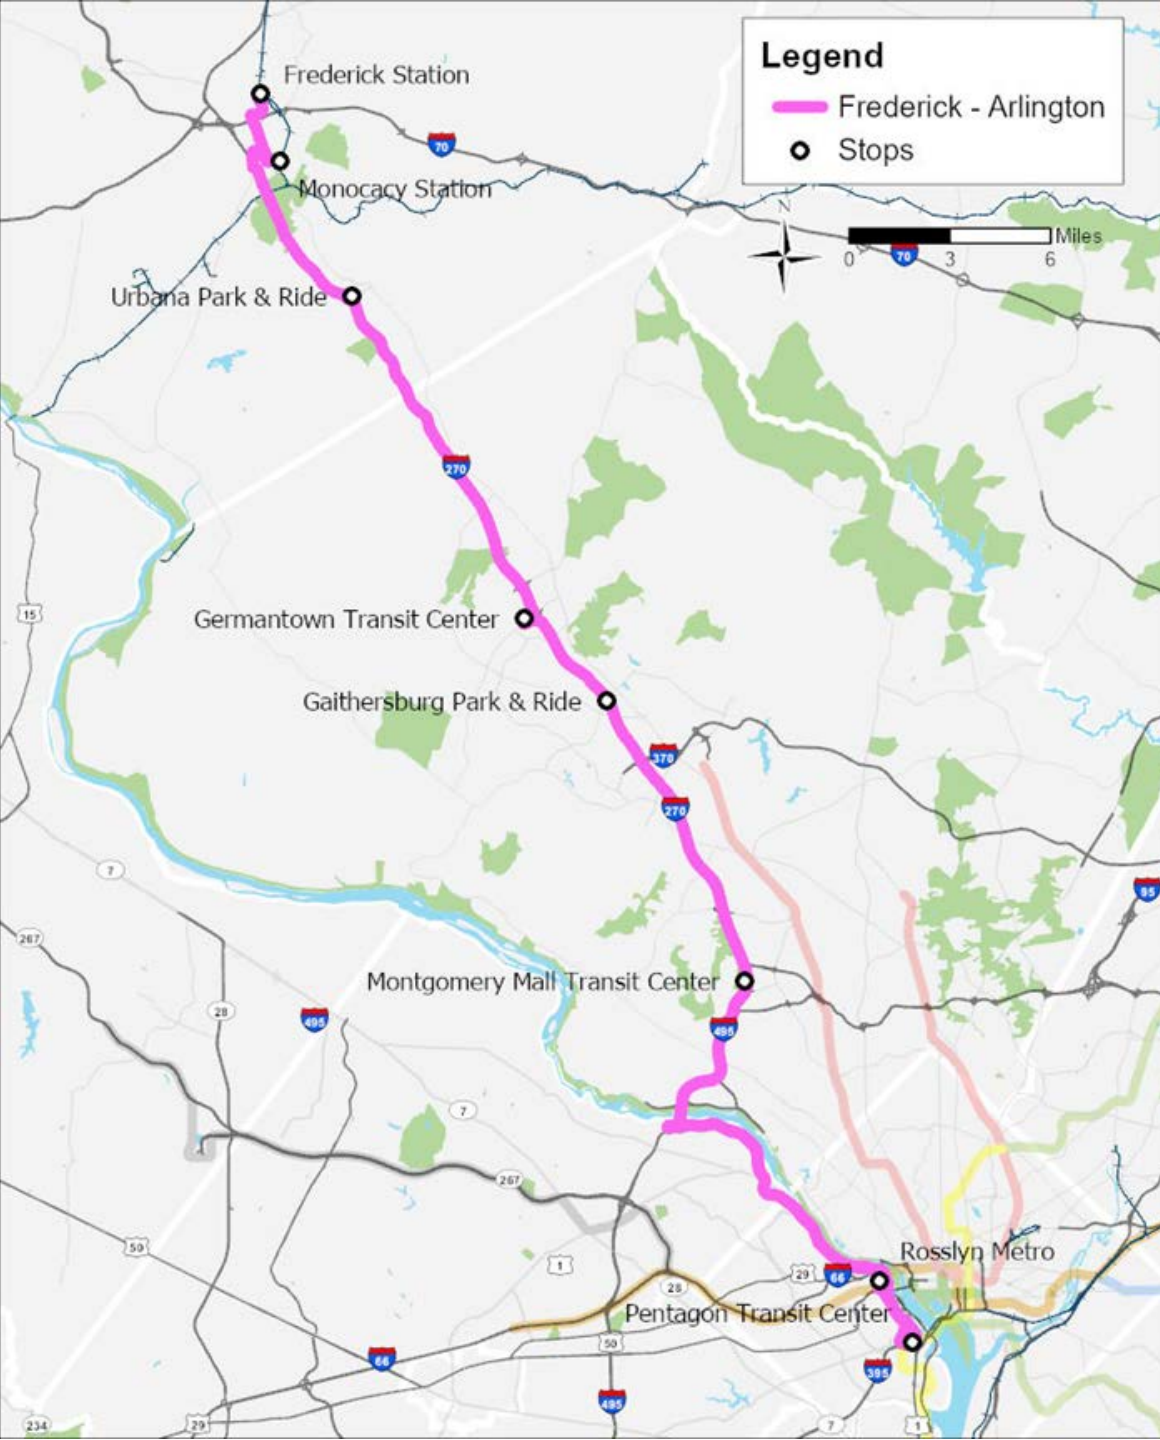 Legend
Frederick - Arlington
Stops
Frederick Station
70
Monocacy Station
N
Miles
0 3 6
70
Urbana Park & Ride
270
15
Germantown Transit Center
Gaithersburg Park & Ride
370
270
7
95
267
Montgomery Mall Transit Center
28
495
495
7
267
50
Rosslyn Metro
1
29
66
28
Pentagon Transit Center
50
66
395
495
234
29
7
1